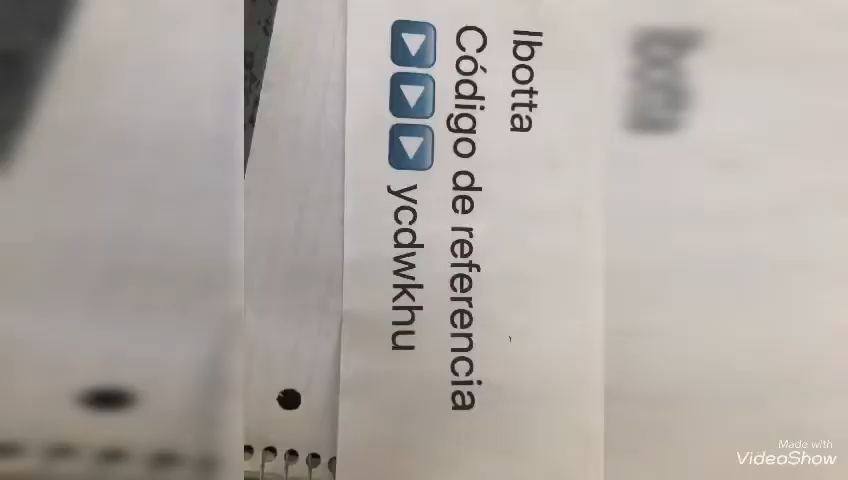 Ibotta
Código de referencia
▶️▶️▶️ ycdwkhu
Made with
VideoShow